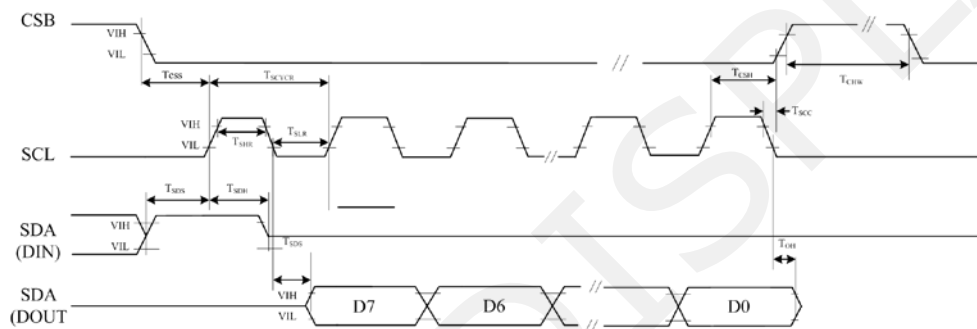 CSB
VIH
VIL
Tcss
TSCYCR
//
//
TCSH
TCHW
TSCC
SCL
VIH
VIL
TSHR
TSLR
//
//
TSDS
TSDH
SDA
(DIN)
VIH
VIL
TSDS
TOH
SDA
(DOUT
VIH
VIL
D7
D6
//
//
D0
DISPL